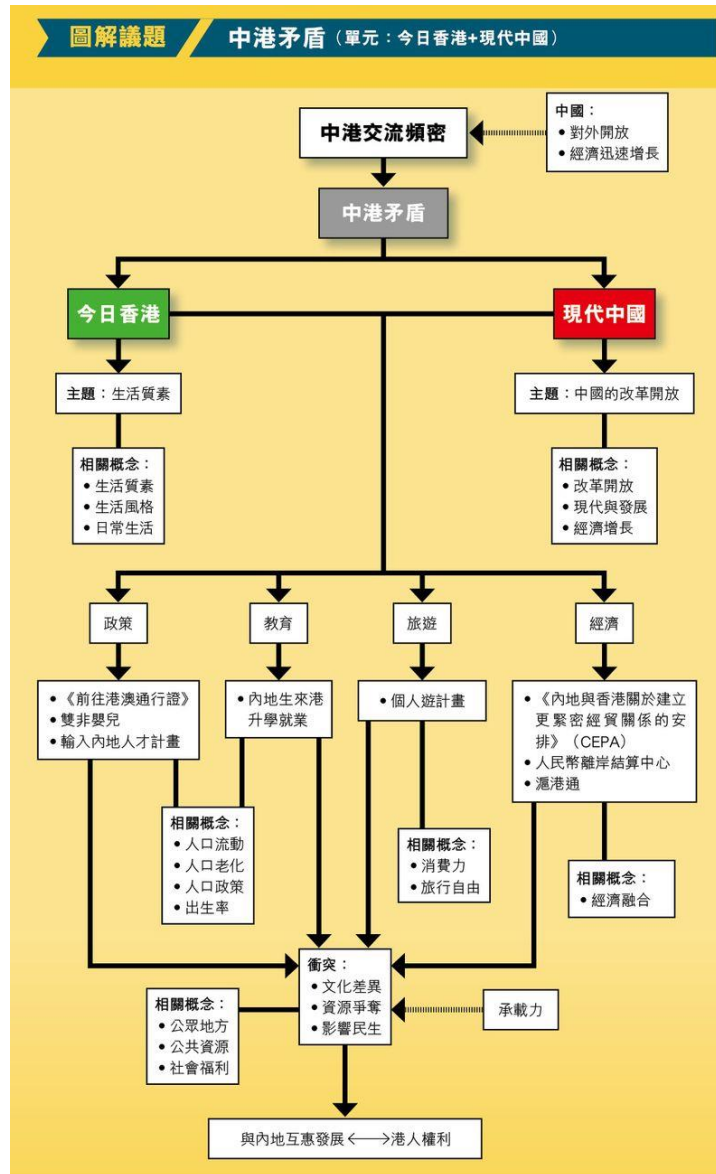 圖解議題
中港矛盾（單元：今日香港+現代中國）
中港交流頻密
中國：
• 對外開放
• 經濟迅速增長
中港矛盾
今日香港
現代中國
主題：生活質素
主題：中國的改革開放
相關概念：
• 生活質素
• 生活風格
• 日常生活
相關概念：
• 改革開放
• 現代與發展
• 經濟增長
政策
教育
旅遊
經濟
• 《前往港澳通行證》
• 雙非嬰兒
• 輸入內地人才計畫
• 內地生來港
升學就業
• 個人遊計畫
• 《內地與香港關於建立
更緊密經貿關係的安
排》（CEPA）
• 人民幣離岸結算中心
• 滬港通
相關概念：
• 人口流動
• 人口老化
• 人口政策
• 出生率
相關概念：
• 消費力
• 旅行自由
相關概念：
• 經濟融合
衝突：
• 文化差異
• 資源爭奪
• 影響民生
相關概念：
• 公眾地方
• 公共資源
• 社會福利
承載力
與內地互惠發展 ⟷ 港人權利